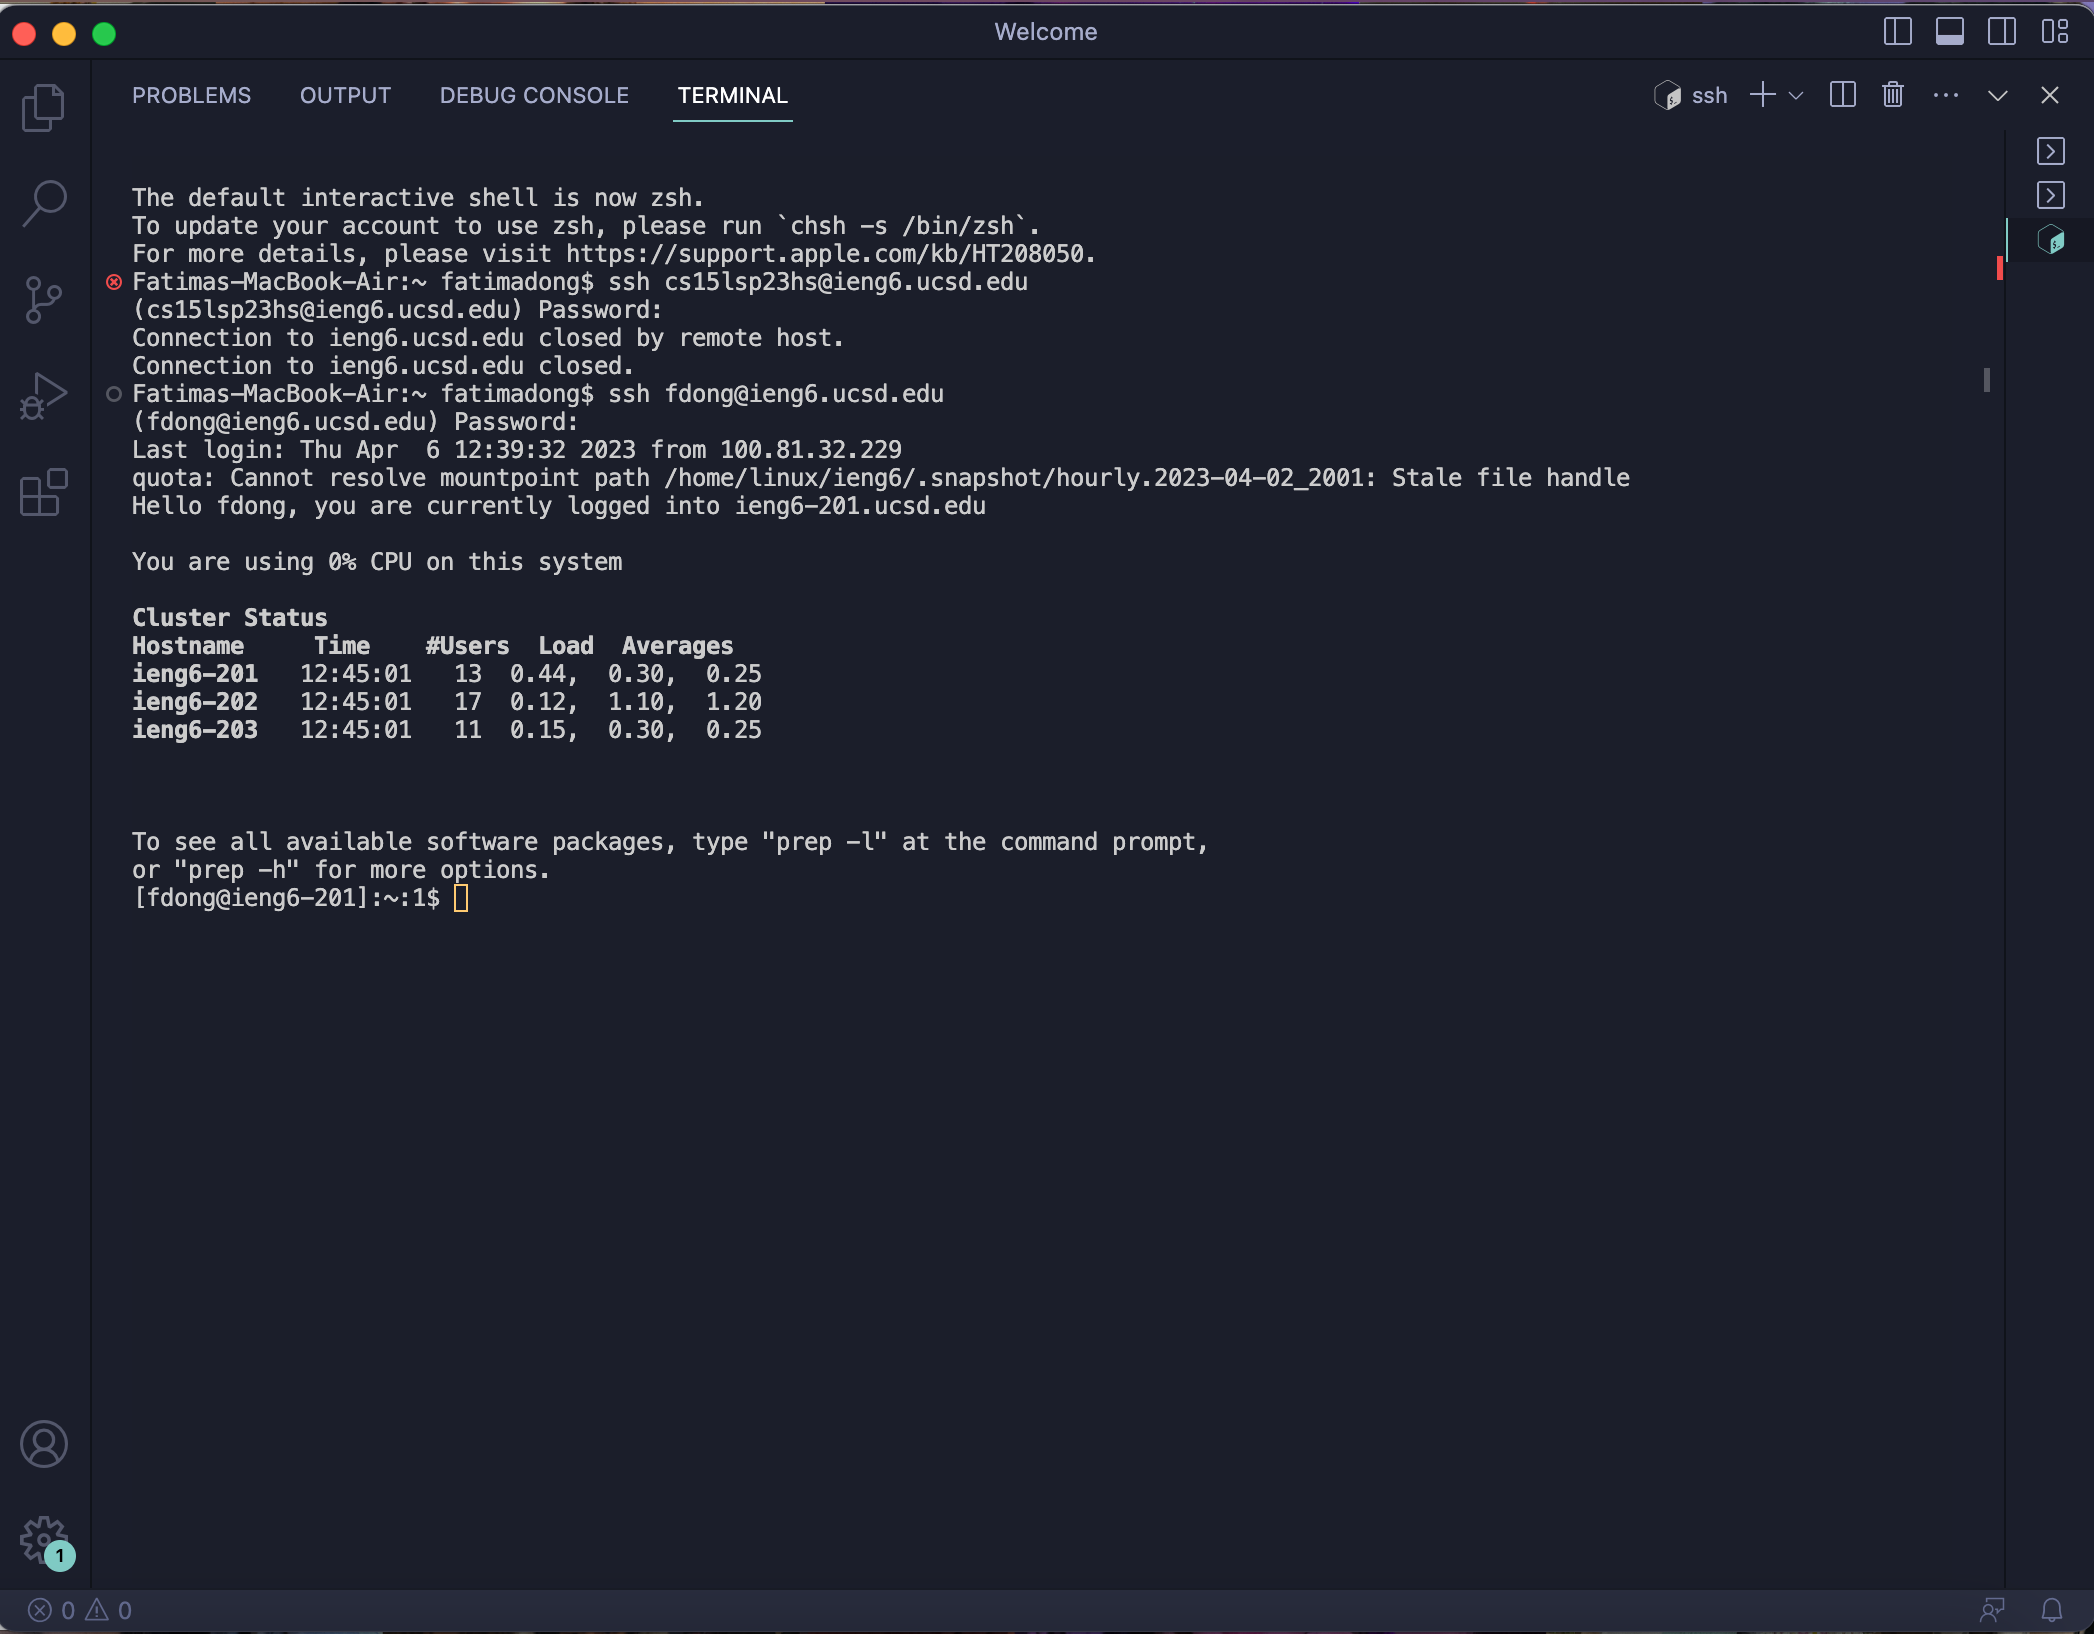 Welcome
PROBLEMS OUTPUT DEBUG CONSOLE TERMINAL ssh
The default interactive shell is now zsh.
To update your account to use zsh, please run `chsh -s /bin/zsh`.
For more details, please visit https://support.apple.com/kb/HT208050.
Fatimas-MacBook-Air:~ fatimadong$ ssh cs15lsp23hs@ieng6.ucsd.edu
(cs15lsp23hs@ieng6.ucsd.edu) Password:
Connection to ieng6.ucsd.edu closed by remote host.
Connection to ieng6.ucsd.edu closed.
Fatimas-MacBook-Air:~ fatimadong$ ssh fdong@ieng6.ucsd.edu
(fdong@ieng6.ucsd.edu) Password:
Last login: Thu Apr  6 12:39:32 2023 from 100.81.32.229
quota: Cannot resolve mountpoint path /home/linux/ieng6/.snapshot/hourly.2023-04-02_2001: Stale file handle
Hello fdong, you are currently logged into ieng6-201.ucsd.edu
You are using 0% CPU on this system
Cluster Status
Hostname     Time    #Users  Load  Averages
ieng6-201   12:45:01   13  0.44,  0.30,  0.25
ieng6-202   12:45:01   17  0.12,  1.10,  1.20
ieng6-203   12:45:01   11  0.15,  0.30,  0.25
To see all available software packages, type "prep -l" at the command prompt,
or "prep -h" for more options.
[fdong@ieng6-201]:~:1$
1
0 0